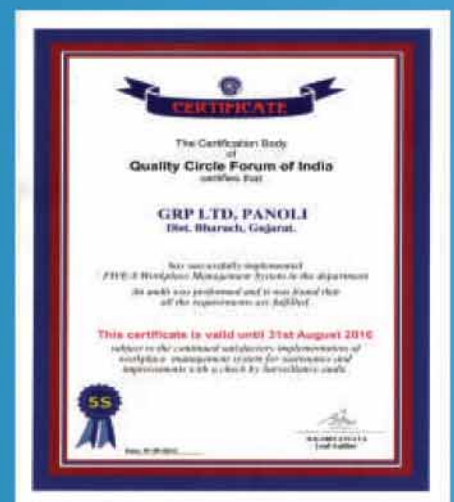 CERTIFICATE
The Certification Body
of
Quality Circle Forum of India
certifies that
GRP LTD, PANOLI
Dist. Bharuch, Gujarat.
has successfully implemented
FIVE-S Workplace Management System in the department
An audit was performed and it was found that
all the requirements are fulfilled
This certificate is valid until 31st August 2016
subject to the continued satisfactory implementation of
workplace management system for sustenance and
improvements with a check by Surveillance audit.
5S
Lead Auditor
Date: